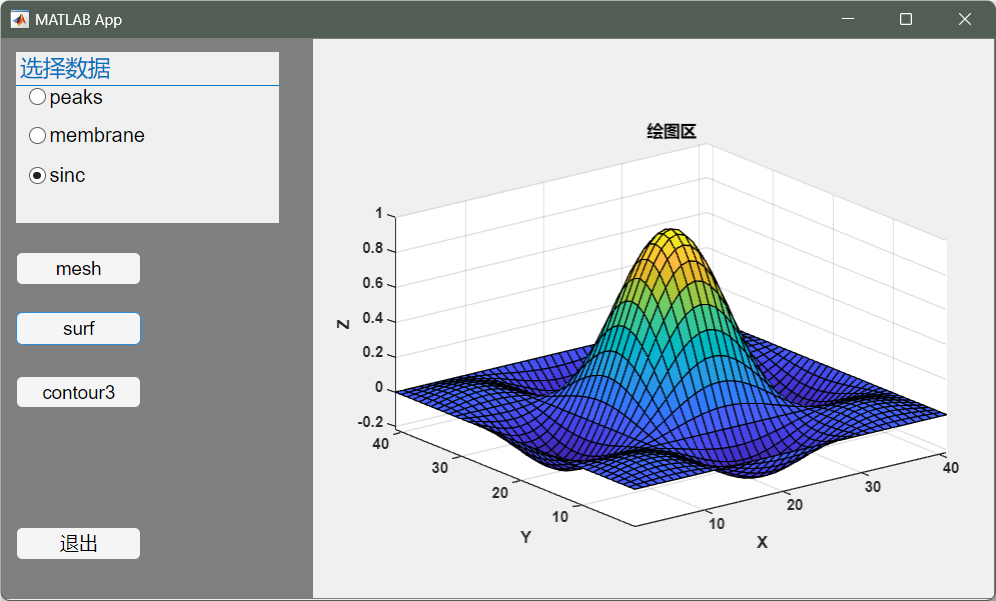 MATLAB App
选择数据
peaks
membrane
sinc
mesh
surf
contour3
退出
绘图区
1
0.8
0.6
0.4
0.2
0
-0.2
Z
40
30
20
10
Y
10
20
30
40
X